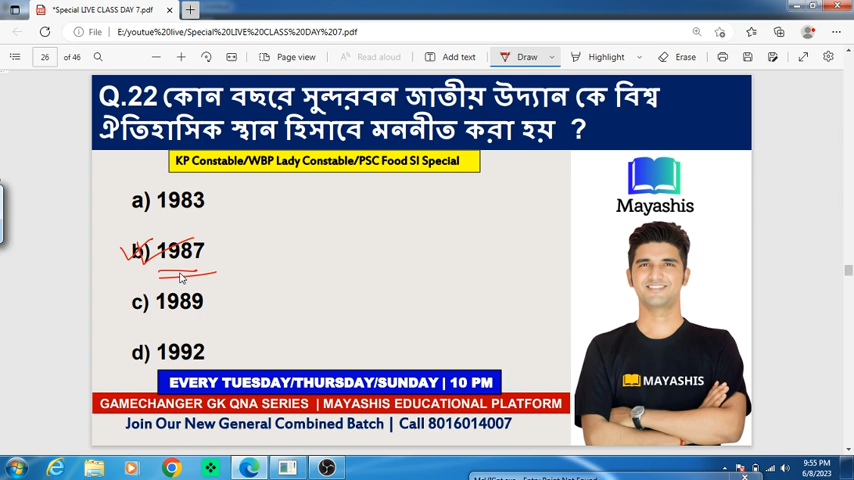 *Special LIVE CLASS DAY 7.pdf
File
E:/youtue%20live/Special%20LIVE%20CLASS%20DAY%207.pdf
26 of 46
Page view
Read aloud
Add text
Draw
Highlight
Erase
Q.22 কোন বছরে সুন্দরবন জাতীয় উদ্যান কে বিশ্ব
ঐতিহাসিক স্থান হিসাবে মননীত করা হয় ?
KP Constable/WBP Lady Constable/PSC Food SI Special
a) 1983
b) 1987
c) 1989
d) 1992
Mayashis
MAYASHIS
EVERY TUESDAY/THURSDAY/SUNDAY | 10 PM
GAMECHANGER GK QNA SERIES | MAYASHIS EDUCATIONAL PLATFORM
Join Our New General Combined Batch | Call 8016014007
9:55 PM
6/8/2023